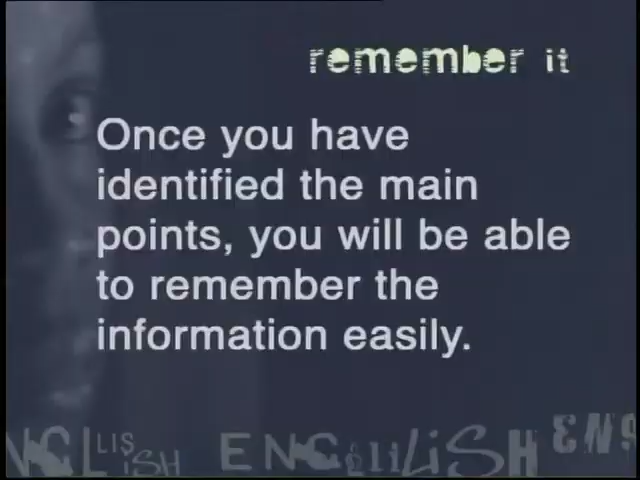 remember it
Once you have
identified the main
points, you will be able
to remember the
information easily.
ENGLISH